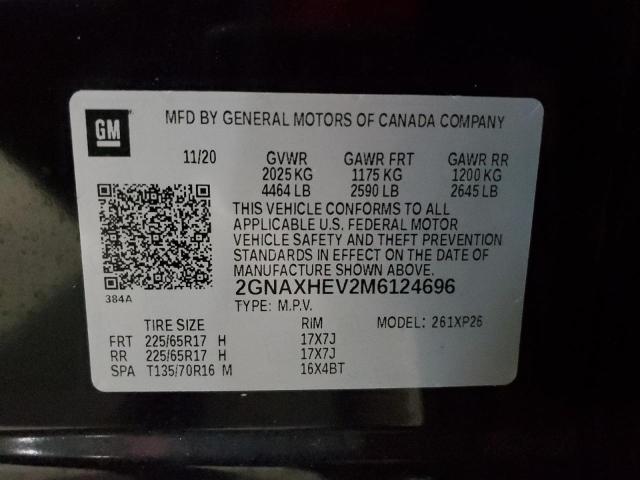 GM
MFD BY GENERAL MOTORS OF CANADA COMPANY
11/20 GVWR GAWR FRT GAWR RR
2025 KG 1175 KG 1200 KG
4464 LB 2590 LB 2645 LB
THIS VEHICLE CONFORMS TO ALL
APPLICABLE U.S. FEDERAL MOTOR
VEHICLE SAFETY AND THEFT PREVENTION
STANDARDS IN EFFECT ON THE DATE OF
MANUFACTURE SHOWN ABOVE.
2GNAXHEV2M6124696
384A
TYPE: M.P.V.
TIRE SIZE RIM MODEL: 261XP26
FRT 225/65R17 H 17X7J
RR 225/65R17 H 17X7J
SPA T135/70R16 M 16X4BT